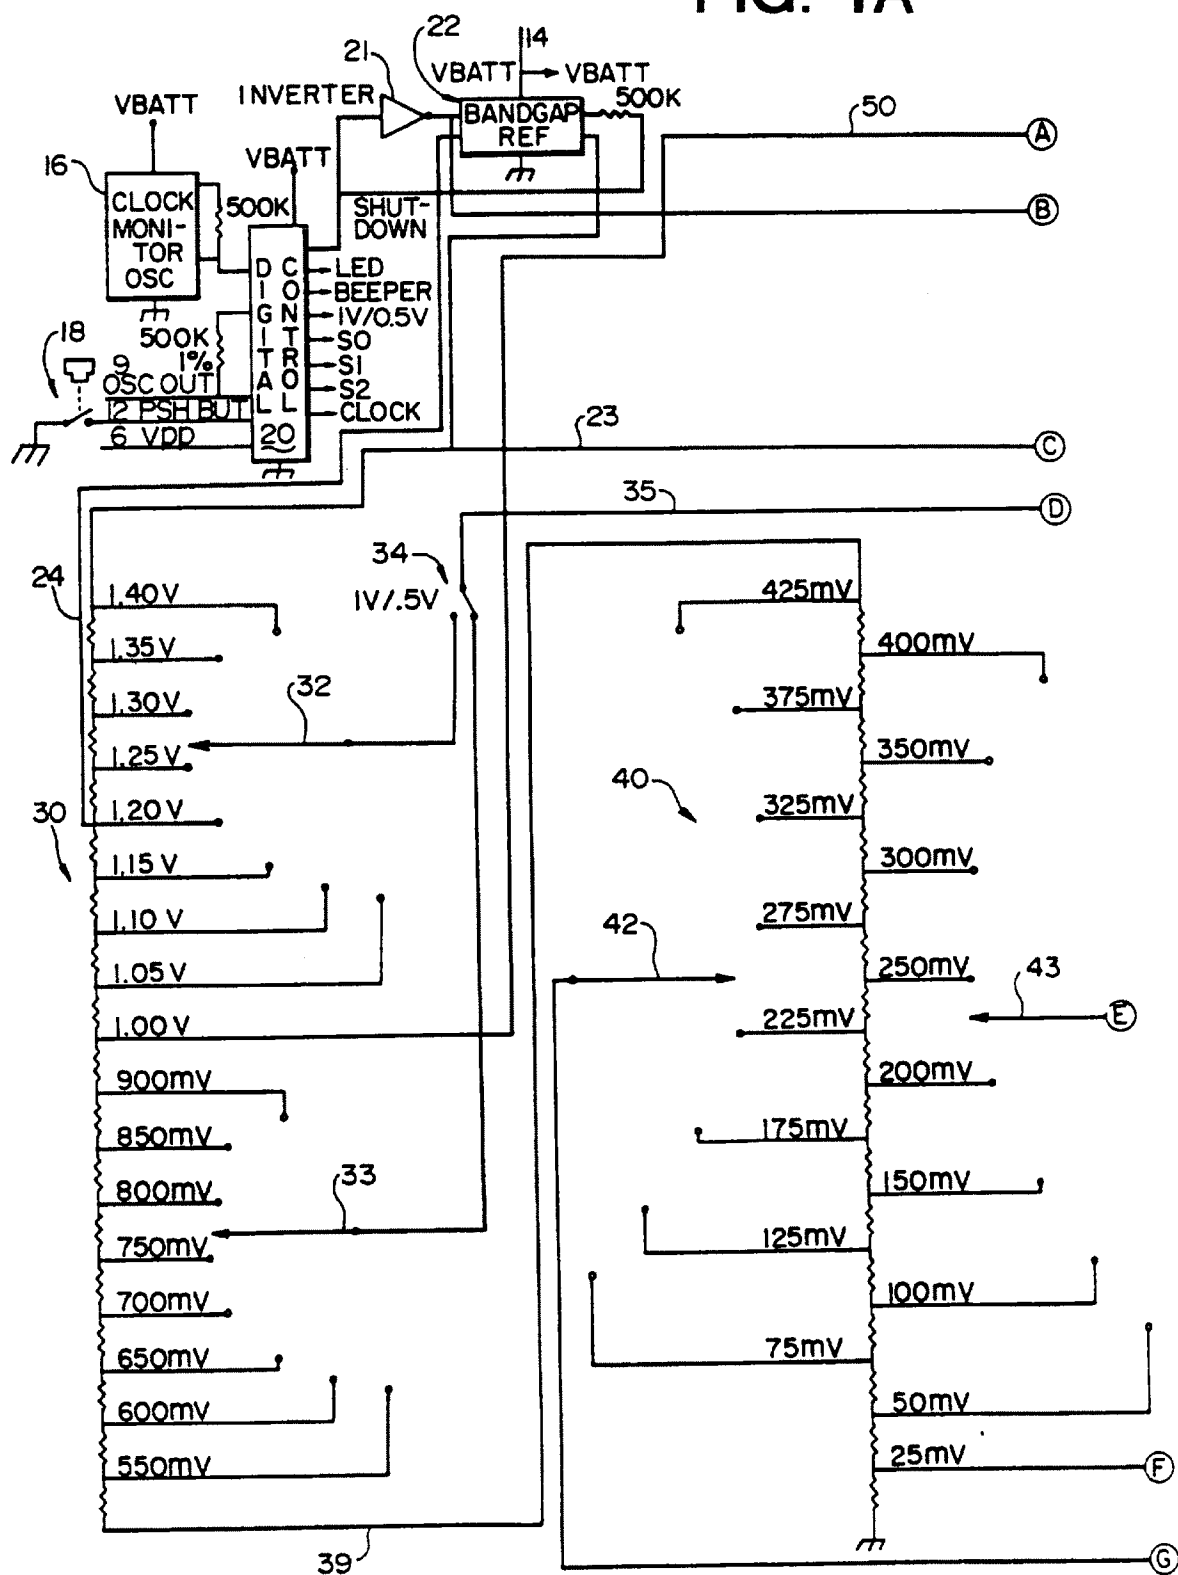 FIG. 4A
22
14
21
VBATT
VBATT
INVERTER
500K
VBATT
BANDGAP
REF
50
A
16
VBATT
CLOCK
MONI-
TOR
OSC
500K
SHUT-
DOWN
B
DIGITAL
CONTROL
20
LED
BEEPER
1V/0.5V
S0
S1
S2
CLOCK
18
500K
1%
9
OSC OUT
12 PSH BUT
6 VDD
23
C
35
D
24
34
1V/.5V
1.40V
1.35V
1.30V
32
1.25V
1.20V
30
1.15V
1.10V
1.05V
1.00V
900mV
850mV
800mV
33
750mV
700mV
650mV
600mV
550mV
39
425mV
400mV
375mV
350mV
40
325mV
300mV
275mV
42
250mV
43
225mV
E
200mV
175mV
150mV
125mV
100mV
75mV
50mV
25mV
F
G